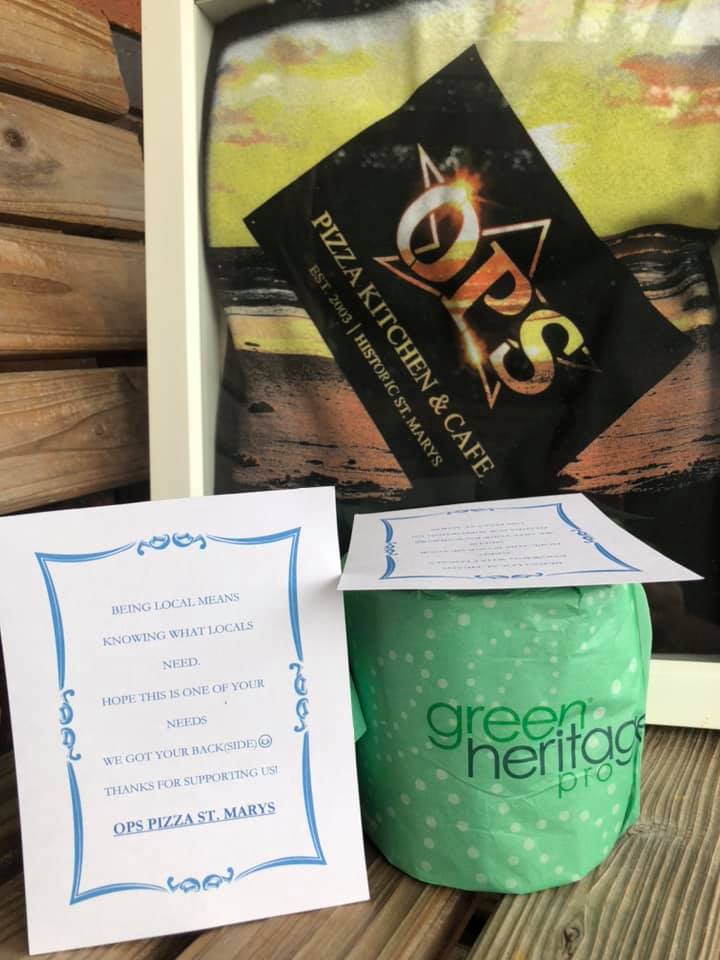 OPS
PIZZA KITCHEN & CAFE
EST. 2003 | HISTORIC ST. MARYS
BEING LOCAL MEANS
KNOWING WHAT LOCALS
NEED.
HOPE THIS IS ONE OF YOUR
NEEDS
WE GOT YOUR BACK(SIDE)☺
THANKS FOR SUPPORTING US!
OPS PIZZA ST. MARYS
green®
heritage
pro